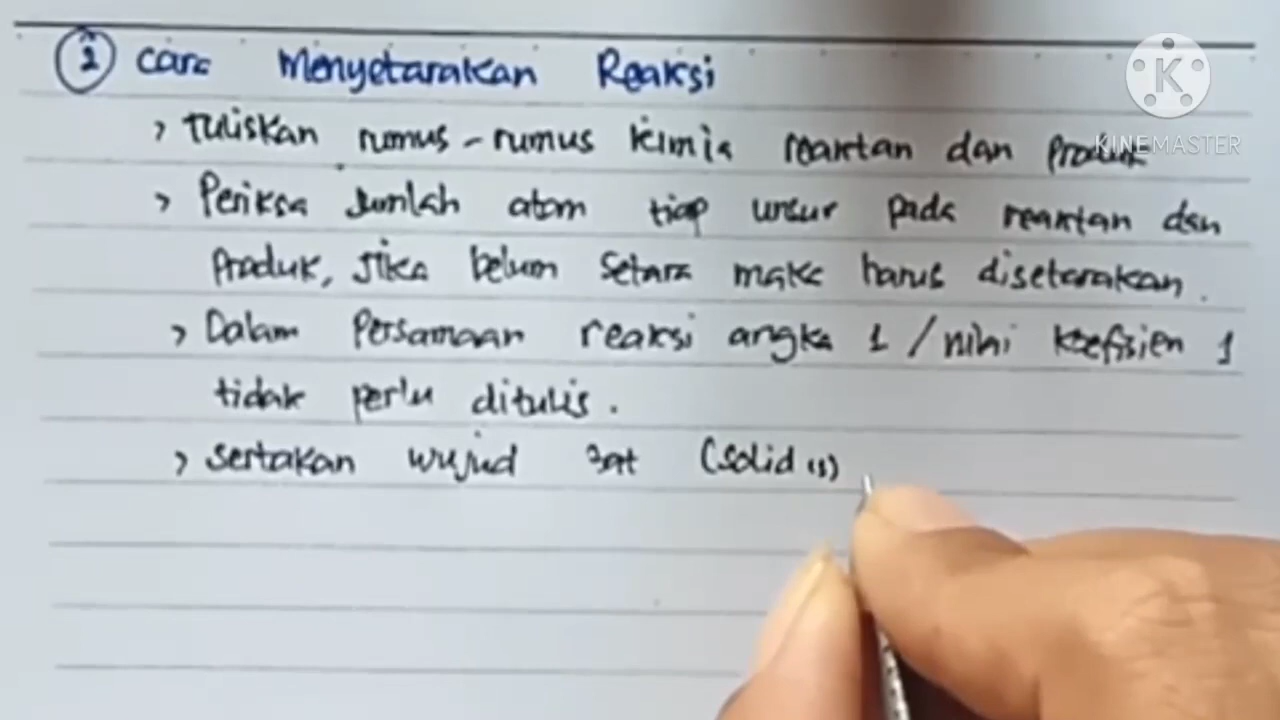 2 Cara Menyetarakan Reaksi
> Tuliskan rumus-rumus kimia reaktan dan Produk
> Periksa Jumlah atom tiap unsur pada reaktan dan
Produk, Jika belum Setara maka harus disetarakan.
> Dalam Persamaan reaksi angka 1 / nilai koefisien 1
tidak perlu ditulis.
> sertakan wujud zat (Solid (s)
K
KINEMASTER